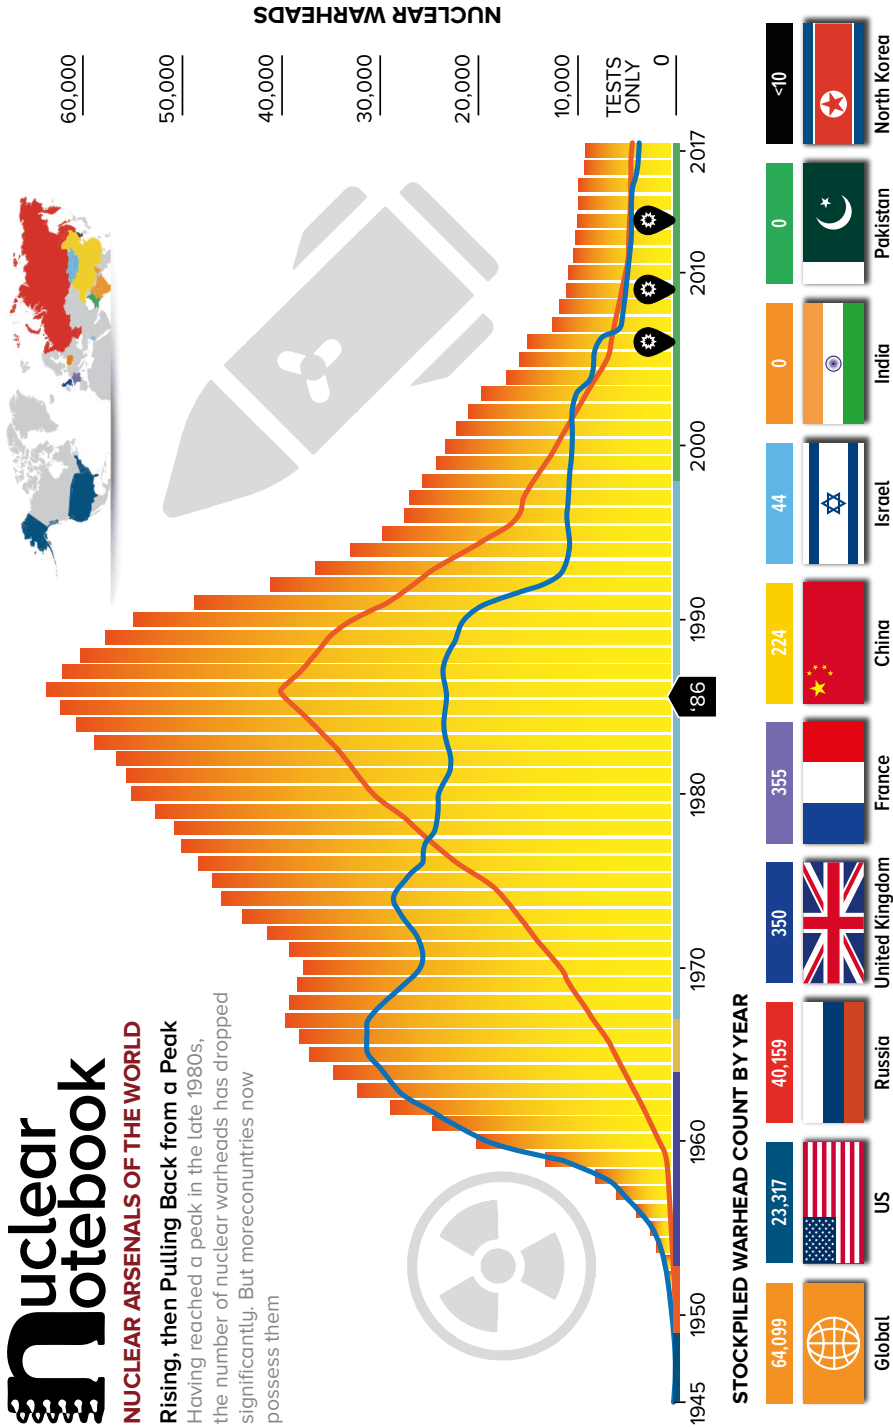 Nuclear
Notebook
NUCLEAR ARSENALS OF THE WORLD
Rising, then Pulling Back from a Peak
Having reached a peak in the late 1980s,
the number of nuclear warheads has dropped
significantly. But morecountries now
possess them
NUCLEAR WARHEADS
60,000
50,000
40,000
30,000
20,000
10,000
TESTS
ONLY
0
1945
1950
1960
1970
1980
'86
1990
2000
2010
2017
STOCKPILED WARHEAD COUNT BY YEAR
64,099
23,317
40,159
350
355
224
44
0
0
<10
Global
US
Russia
United Kingdom
France
China
Israel
India
Pakistan
North Korea